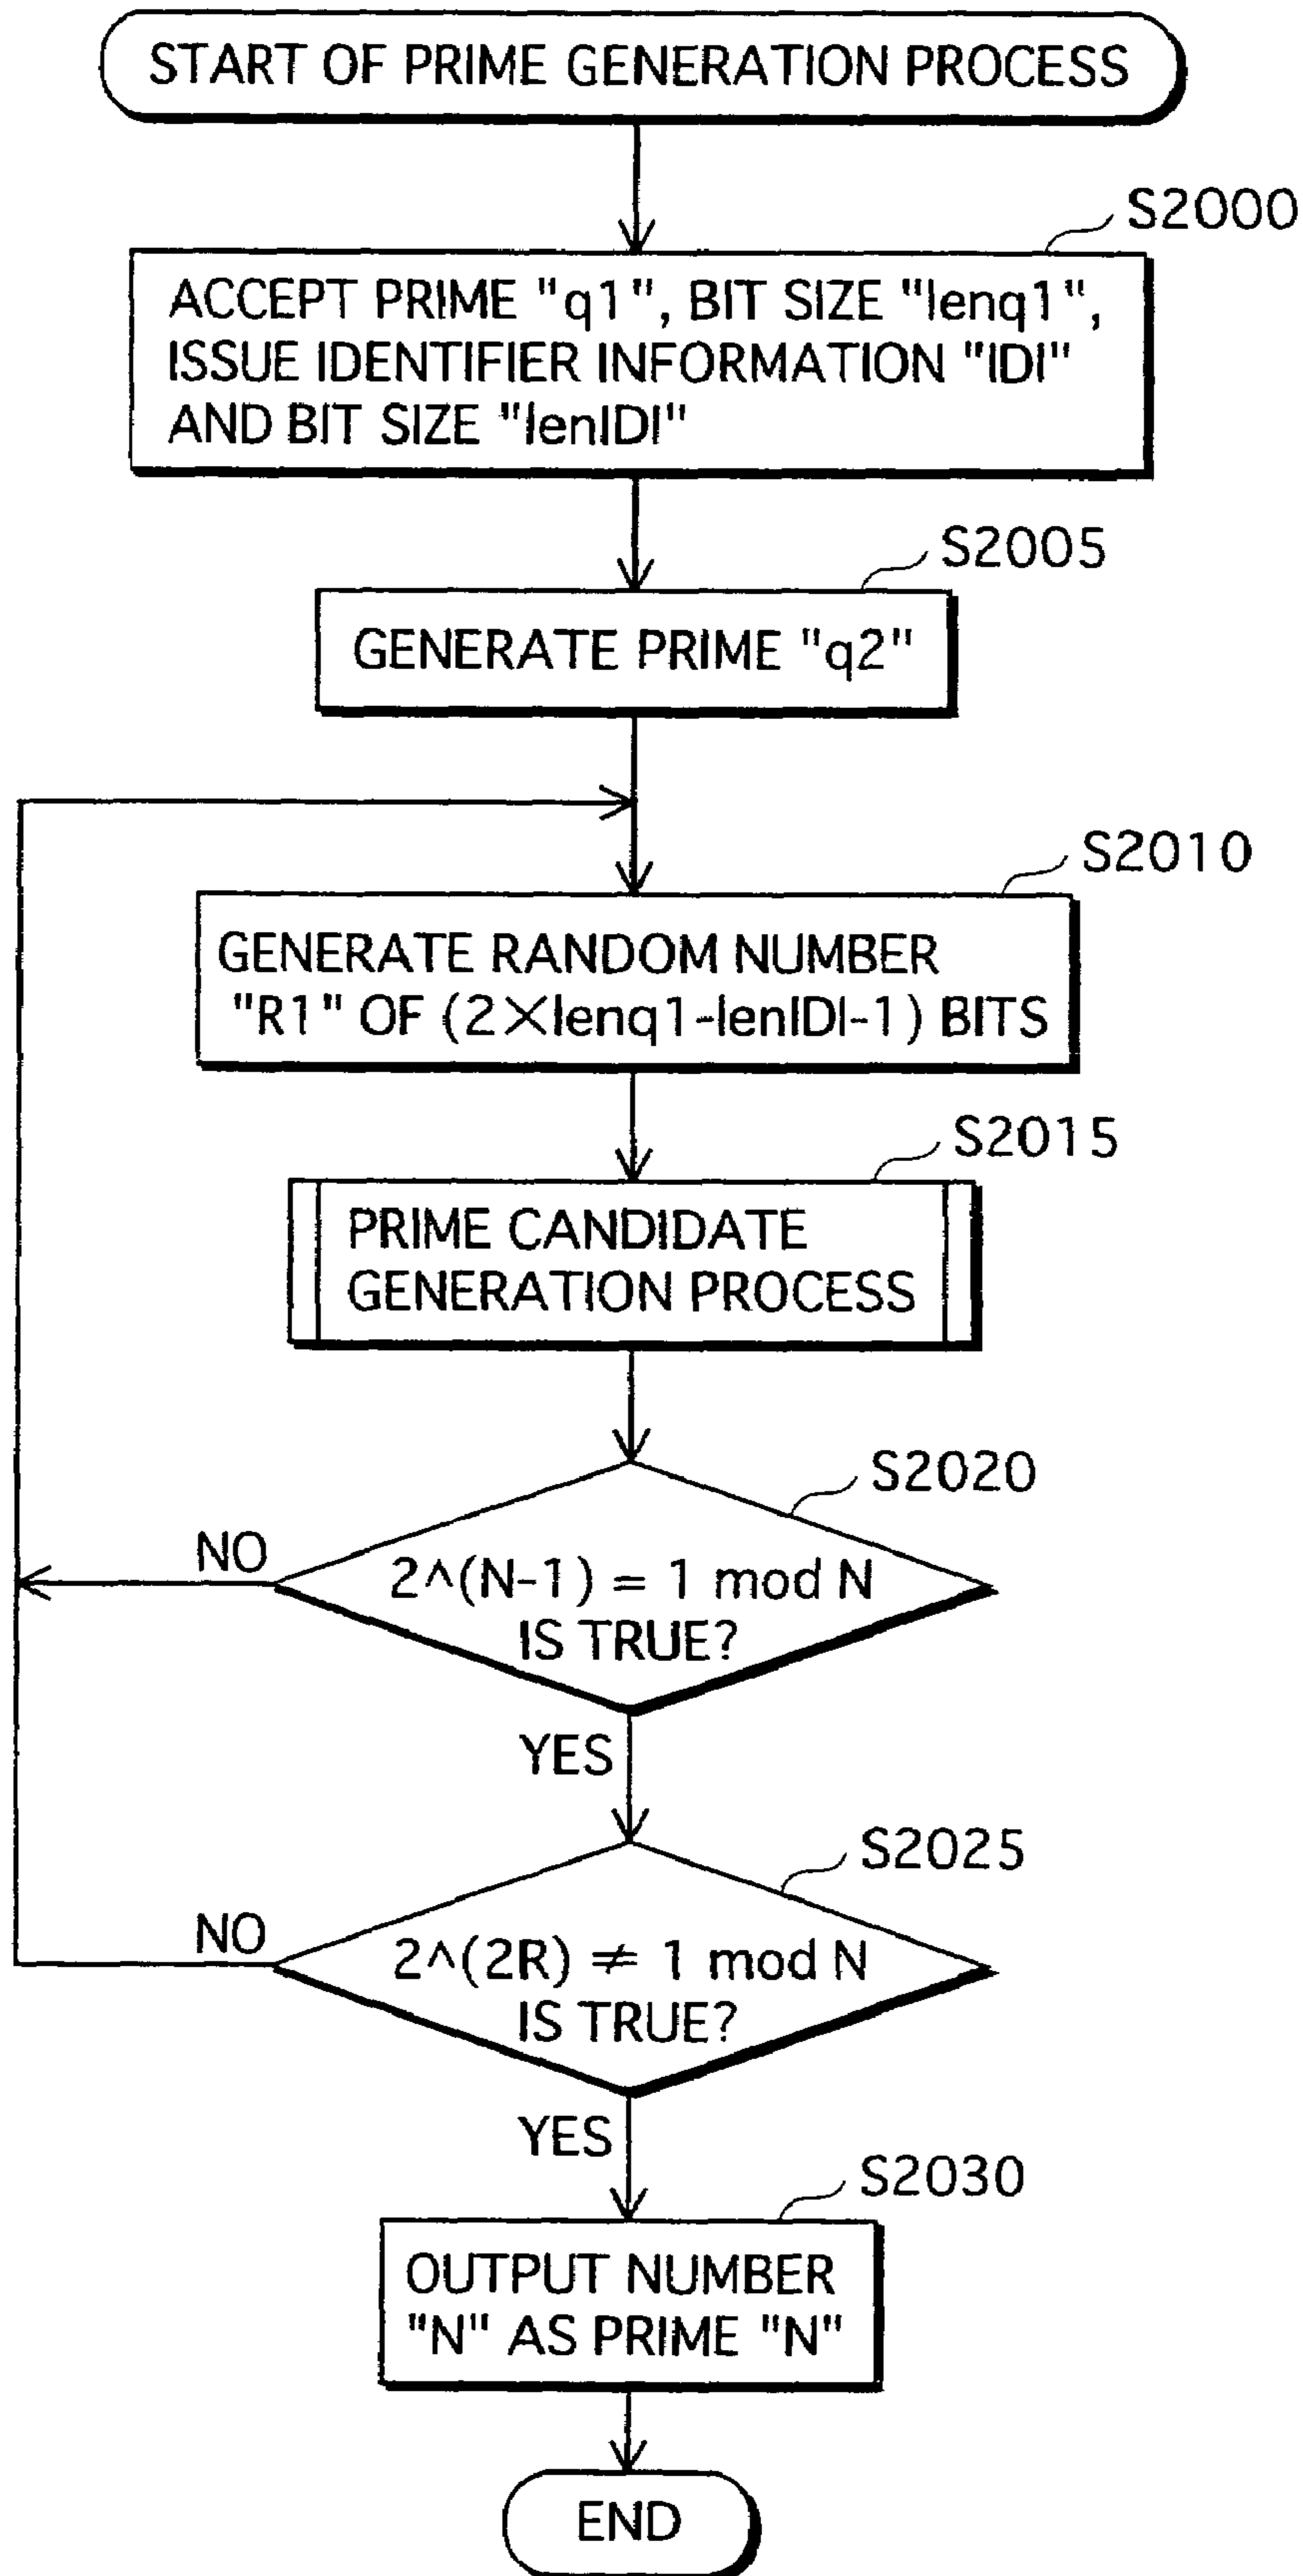 START OF PRIME GENERATION PROCESS
S2000
ACCEPT PRIME "q1", BIT SIZE "lenq1",
ISSUE IDENTIFIER INFORMATION "IDI"
AND BIT SIZE "lenIDI"
S2005
GENERATE PRIME "q2"
S2010
GENERATE RANDOM NUMBER
"R1" OF (2×lenq1-lenIDI-1) BITS
S2015
PRIME CANDIDATE
GENERATION PROCESS
S2020
NO
2^(N-1) = 1 mod N
IS TRUE?
YES
S2025
NO
2^(2R) ≠ 1 mod N
IS TRUE?
YES
S2030
OUTPUT NUMBER
"N" AS PRIME "N"
END